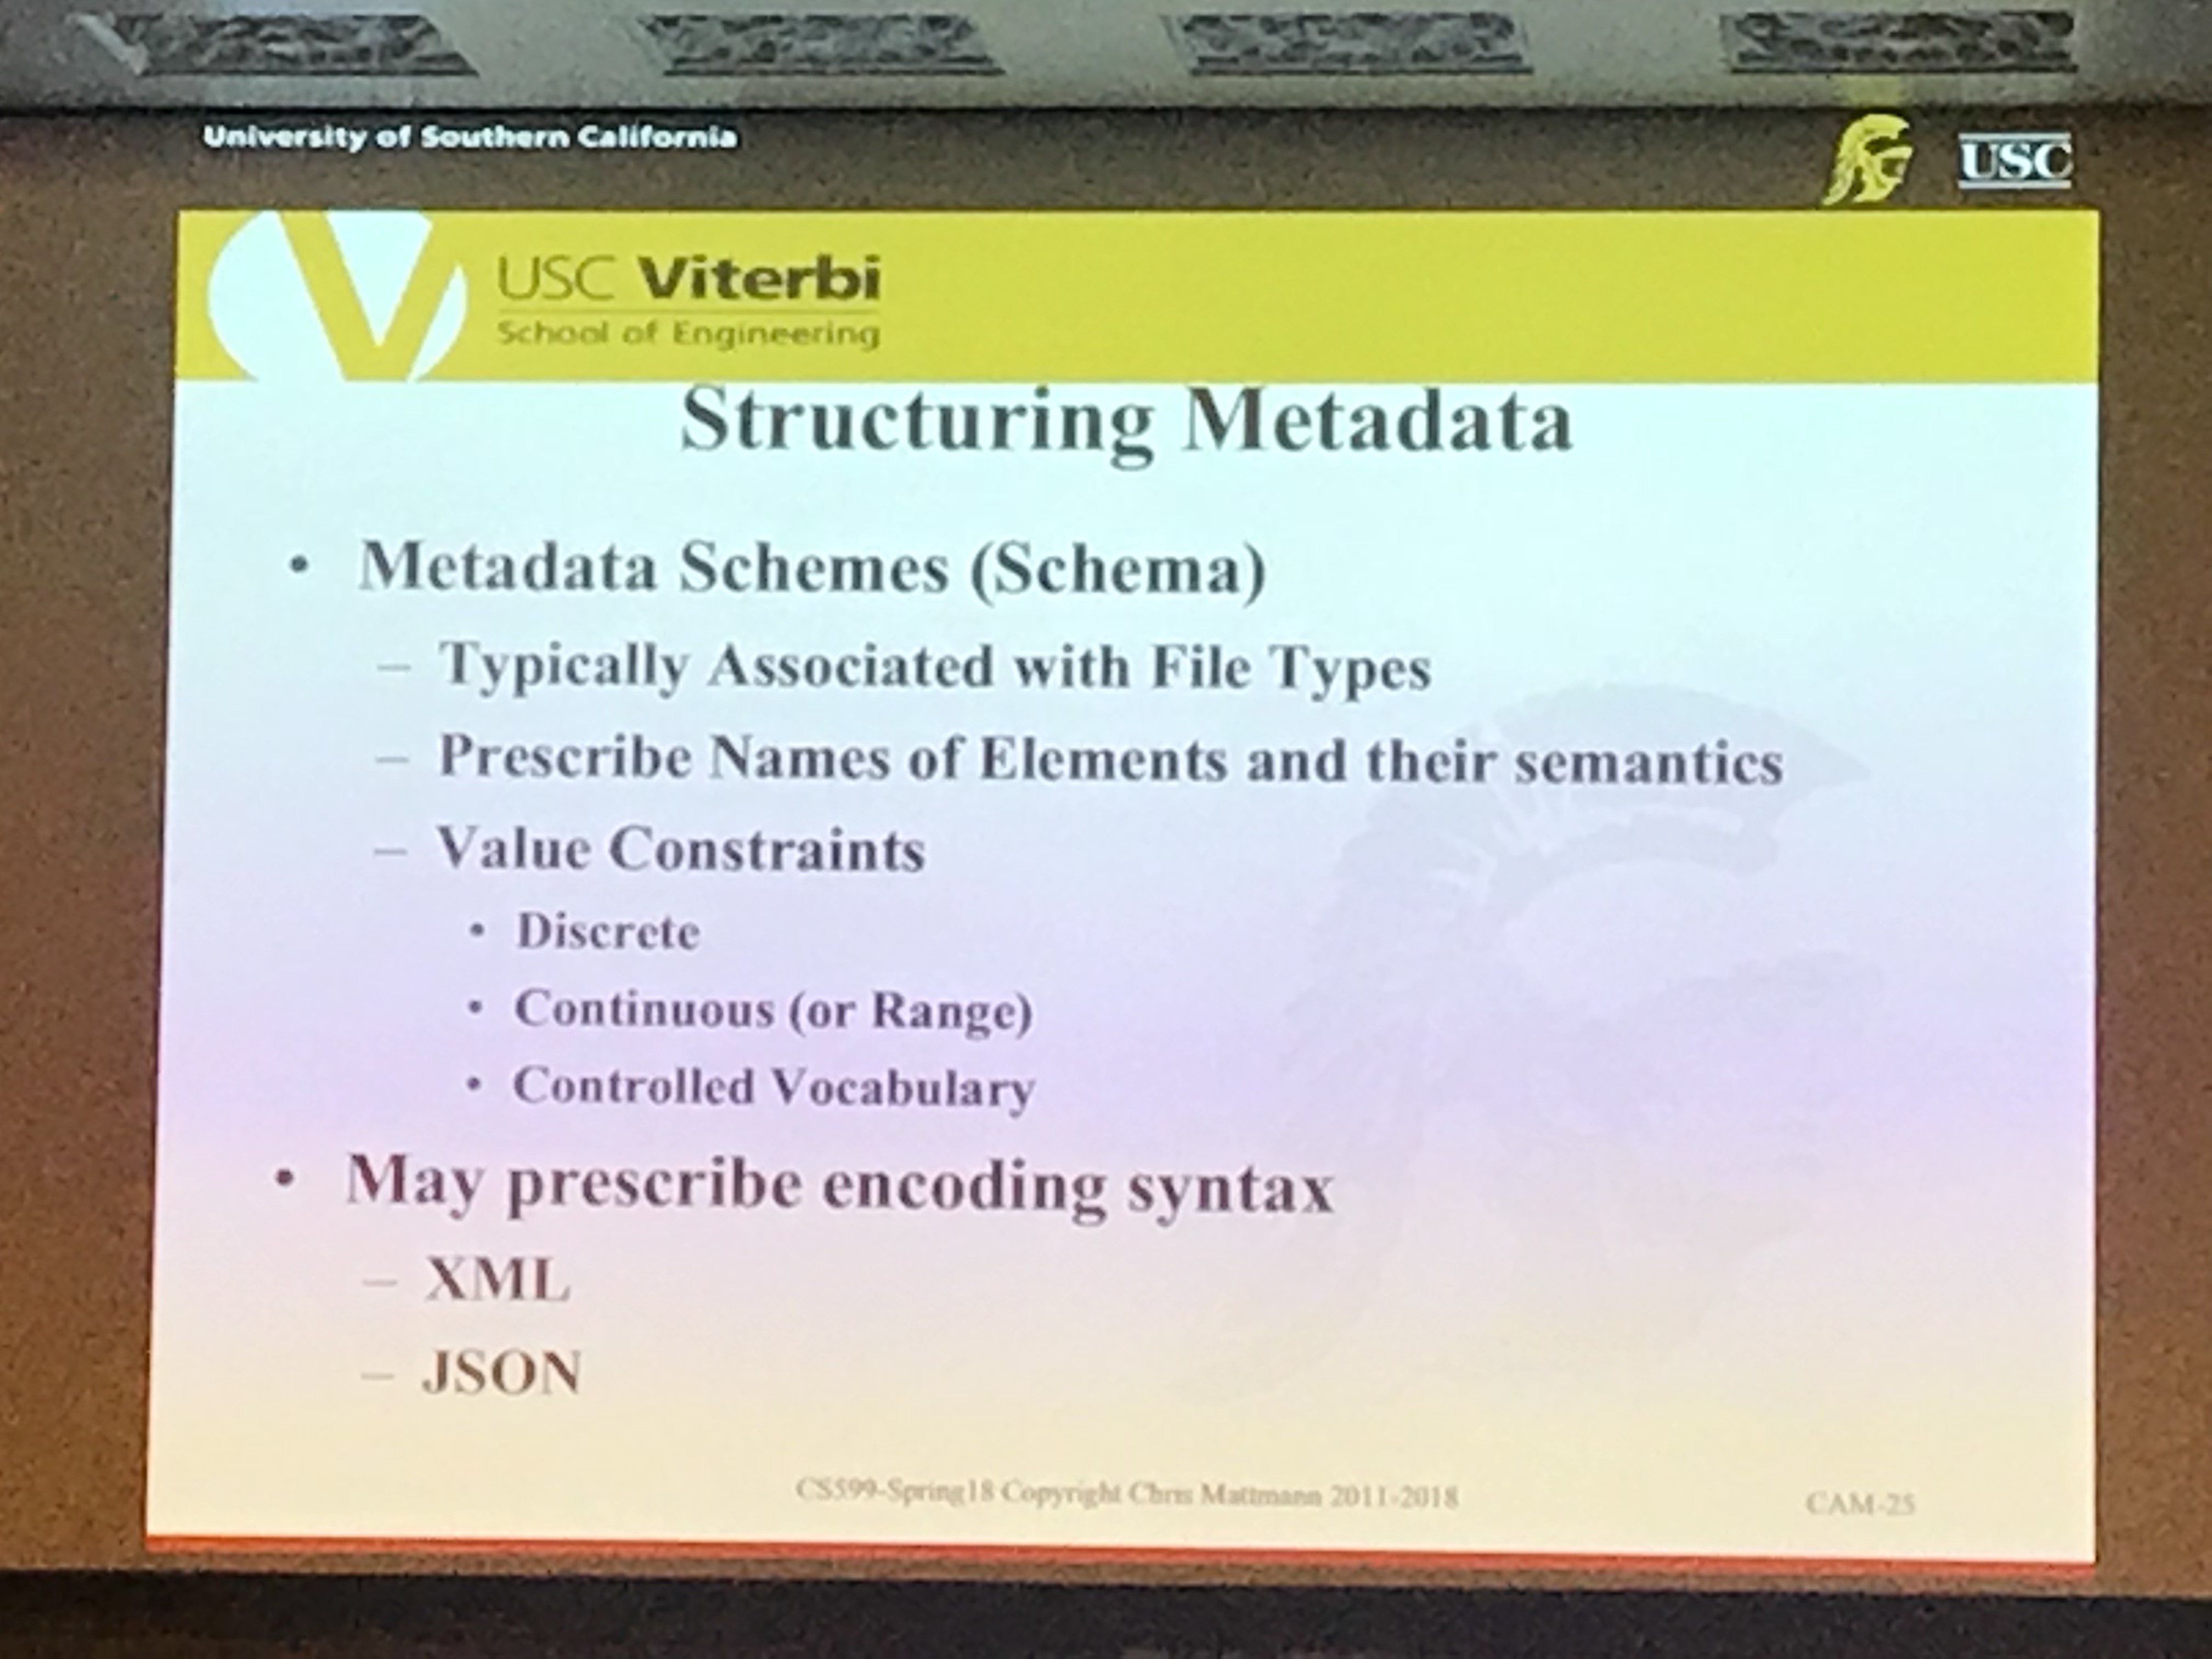 University of Southern California
USC
USC Viterbi
School of Engineering
Structuring Metadata
• Metadata Schemes (Schema)
– Typically Associated with File Types
– Prescribe Names of Elements and their semantics
– Value Constraints
• Discrete
• Continuous (or Range)
• Controlled Vocabulary
• May prescribe encoding syntax
– XML
– JSON
CS599-Spring18 Copyright Chris Mattmann 2011-2018
CAM-25